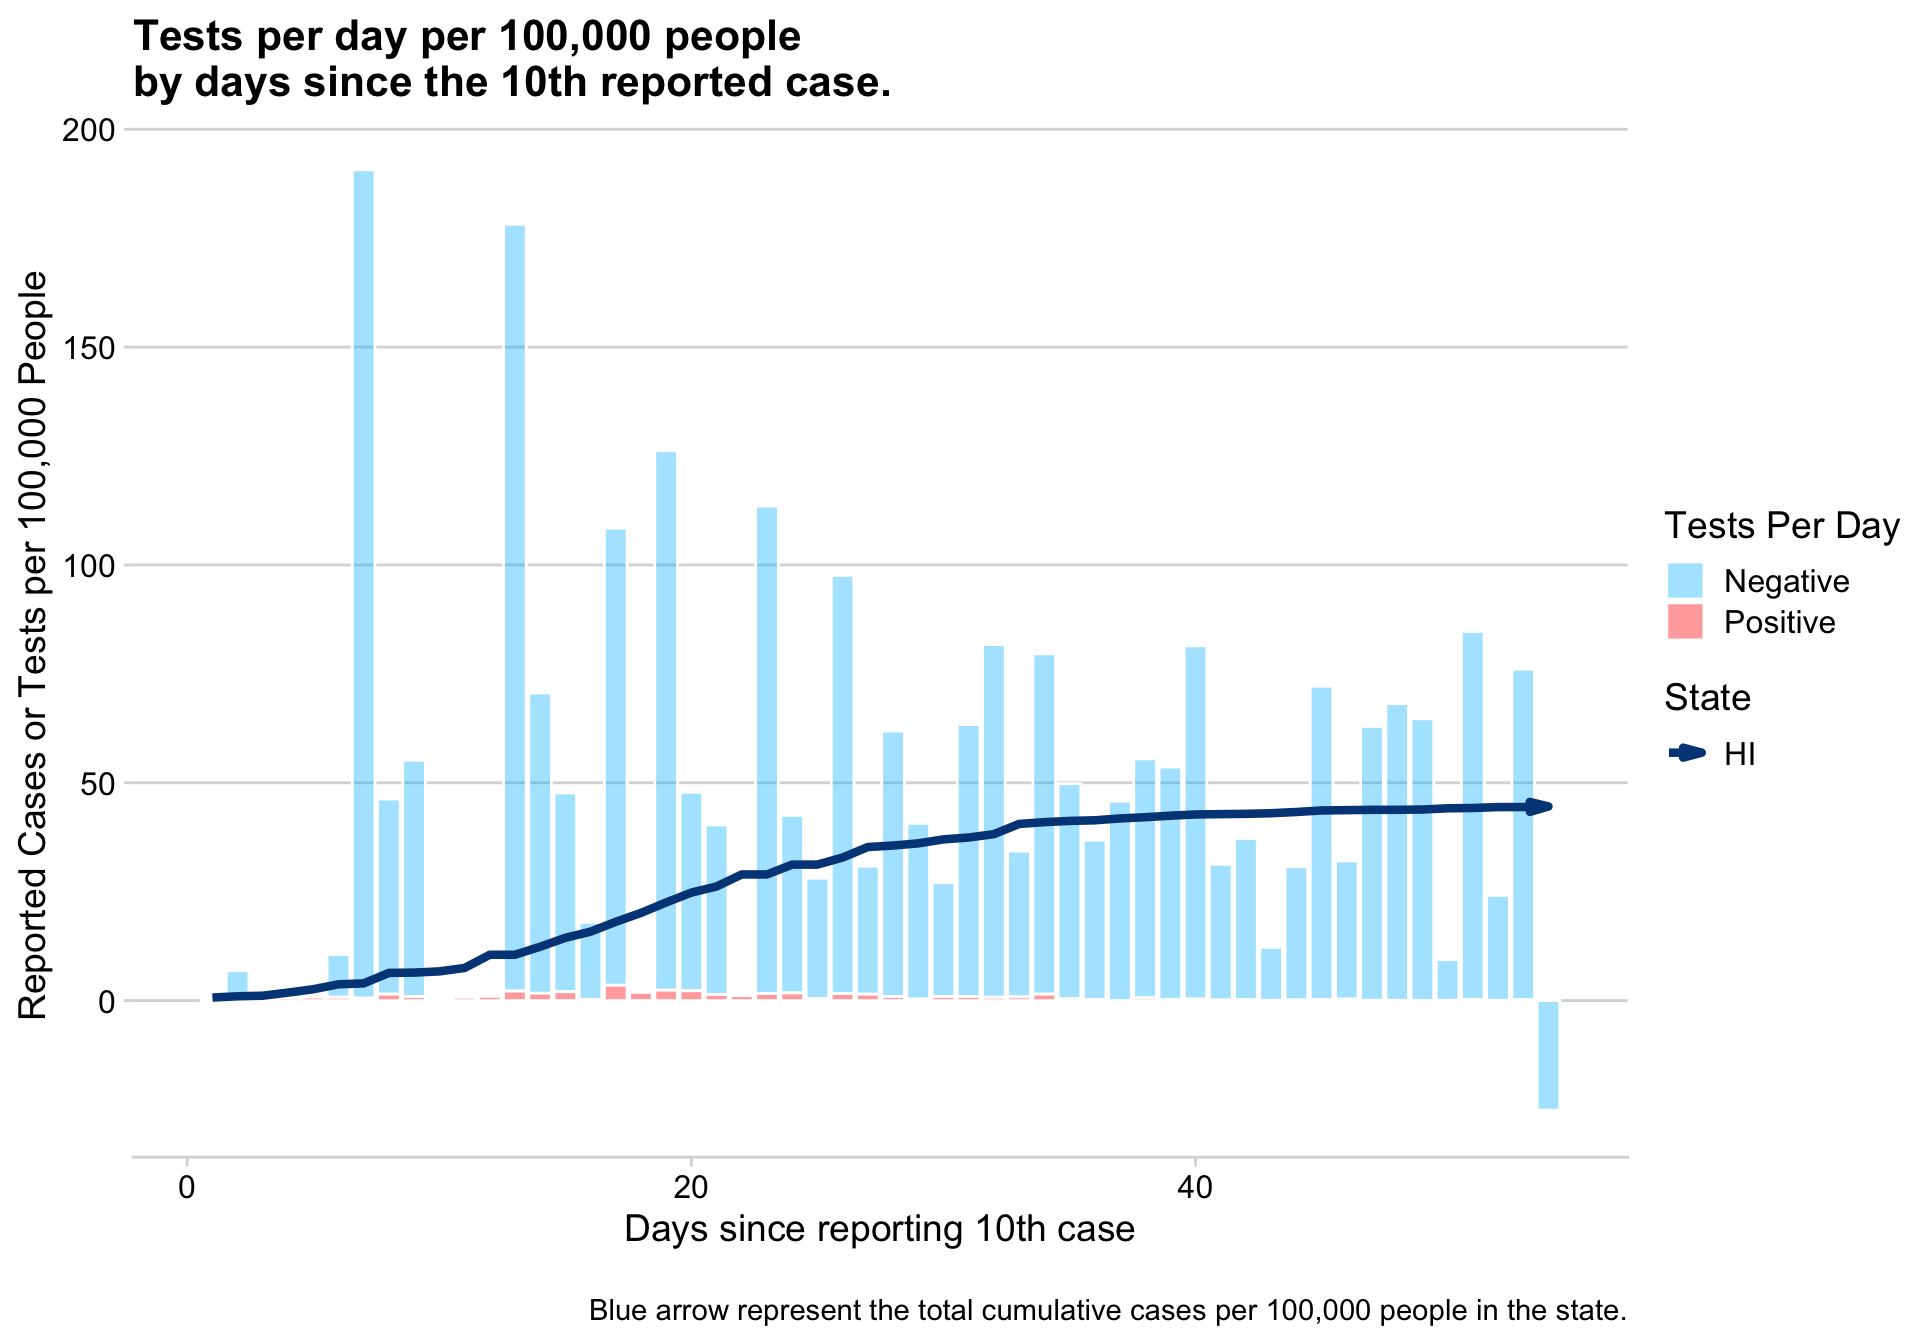 Tests per day per 100,000 people
by days since the 10th reported case.
Reported Cases or Tests per 100,000 People
200
150
100
50
0
0
20
40
Days since reporting 10th case
Tests Per Day
Negative
Positive
State
HI
Blue arrow represent the total cumulative cases per 100,000 people in the state.